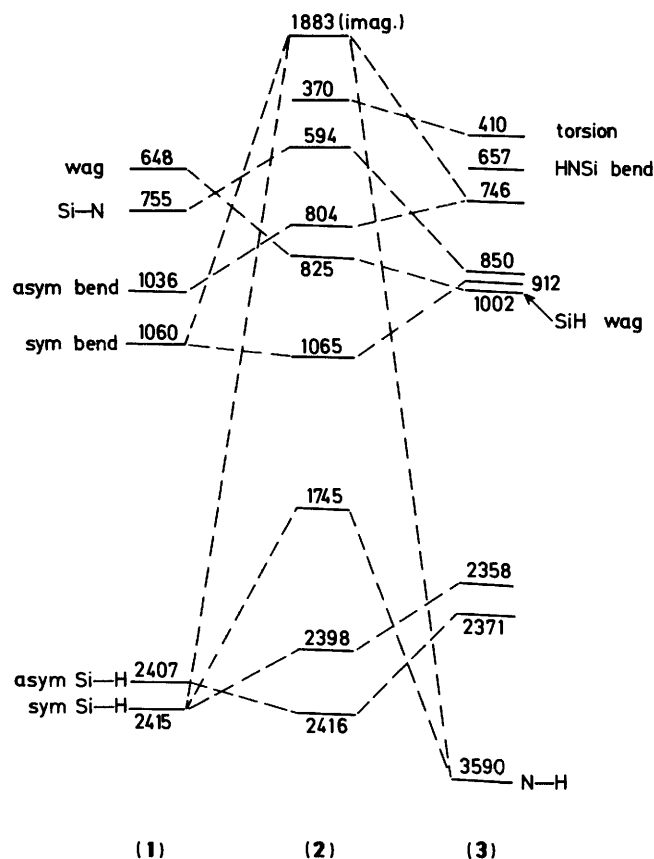 1883 (imag.)
370
410 torsion
594
wag 648
657 HNSi bend
Si—N 755
746
804
825
850
asym bend 1036
912
1002
SiH wag
sym bend 1060
1065
1745
2358
2371
2398
asym Si—H 2407
sym Si—H 2415
2416
3590 N—H
(1) (2) (3)